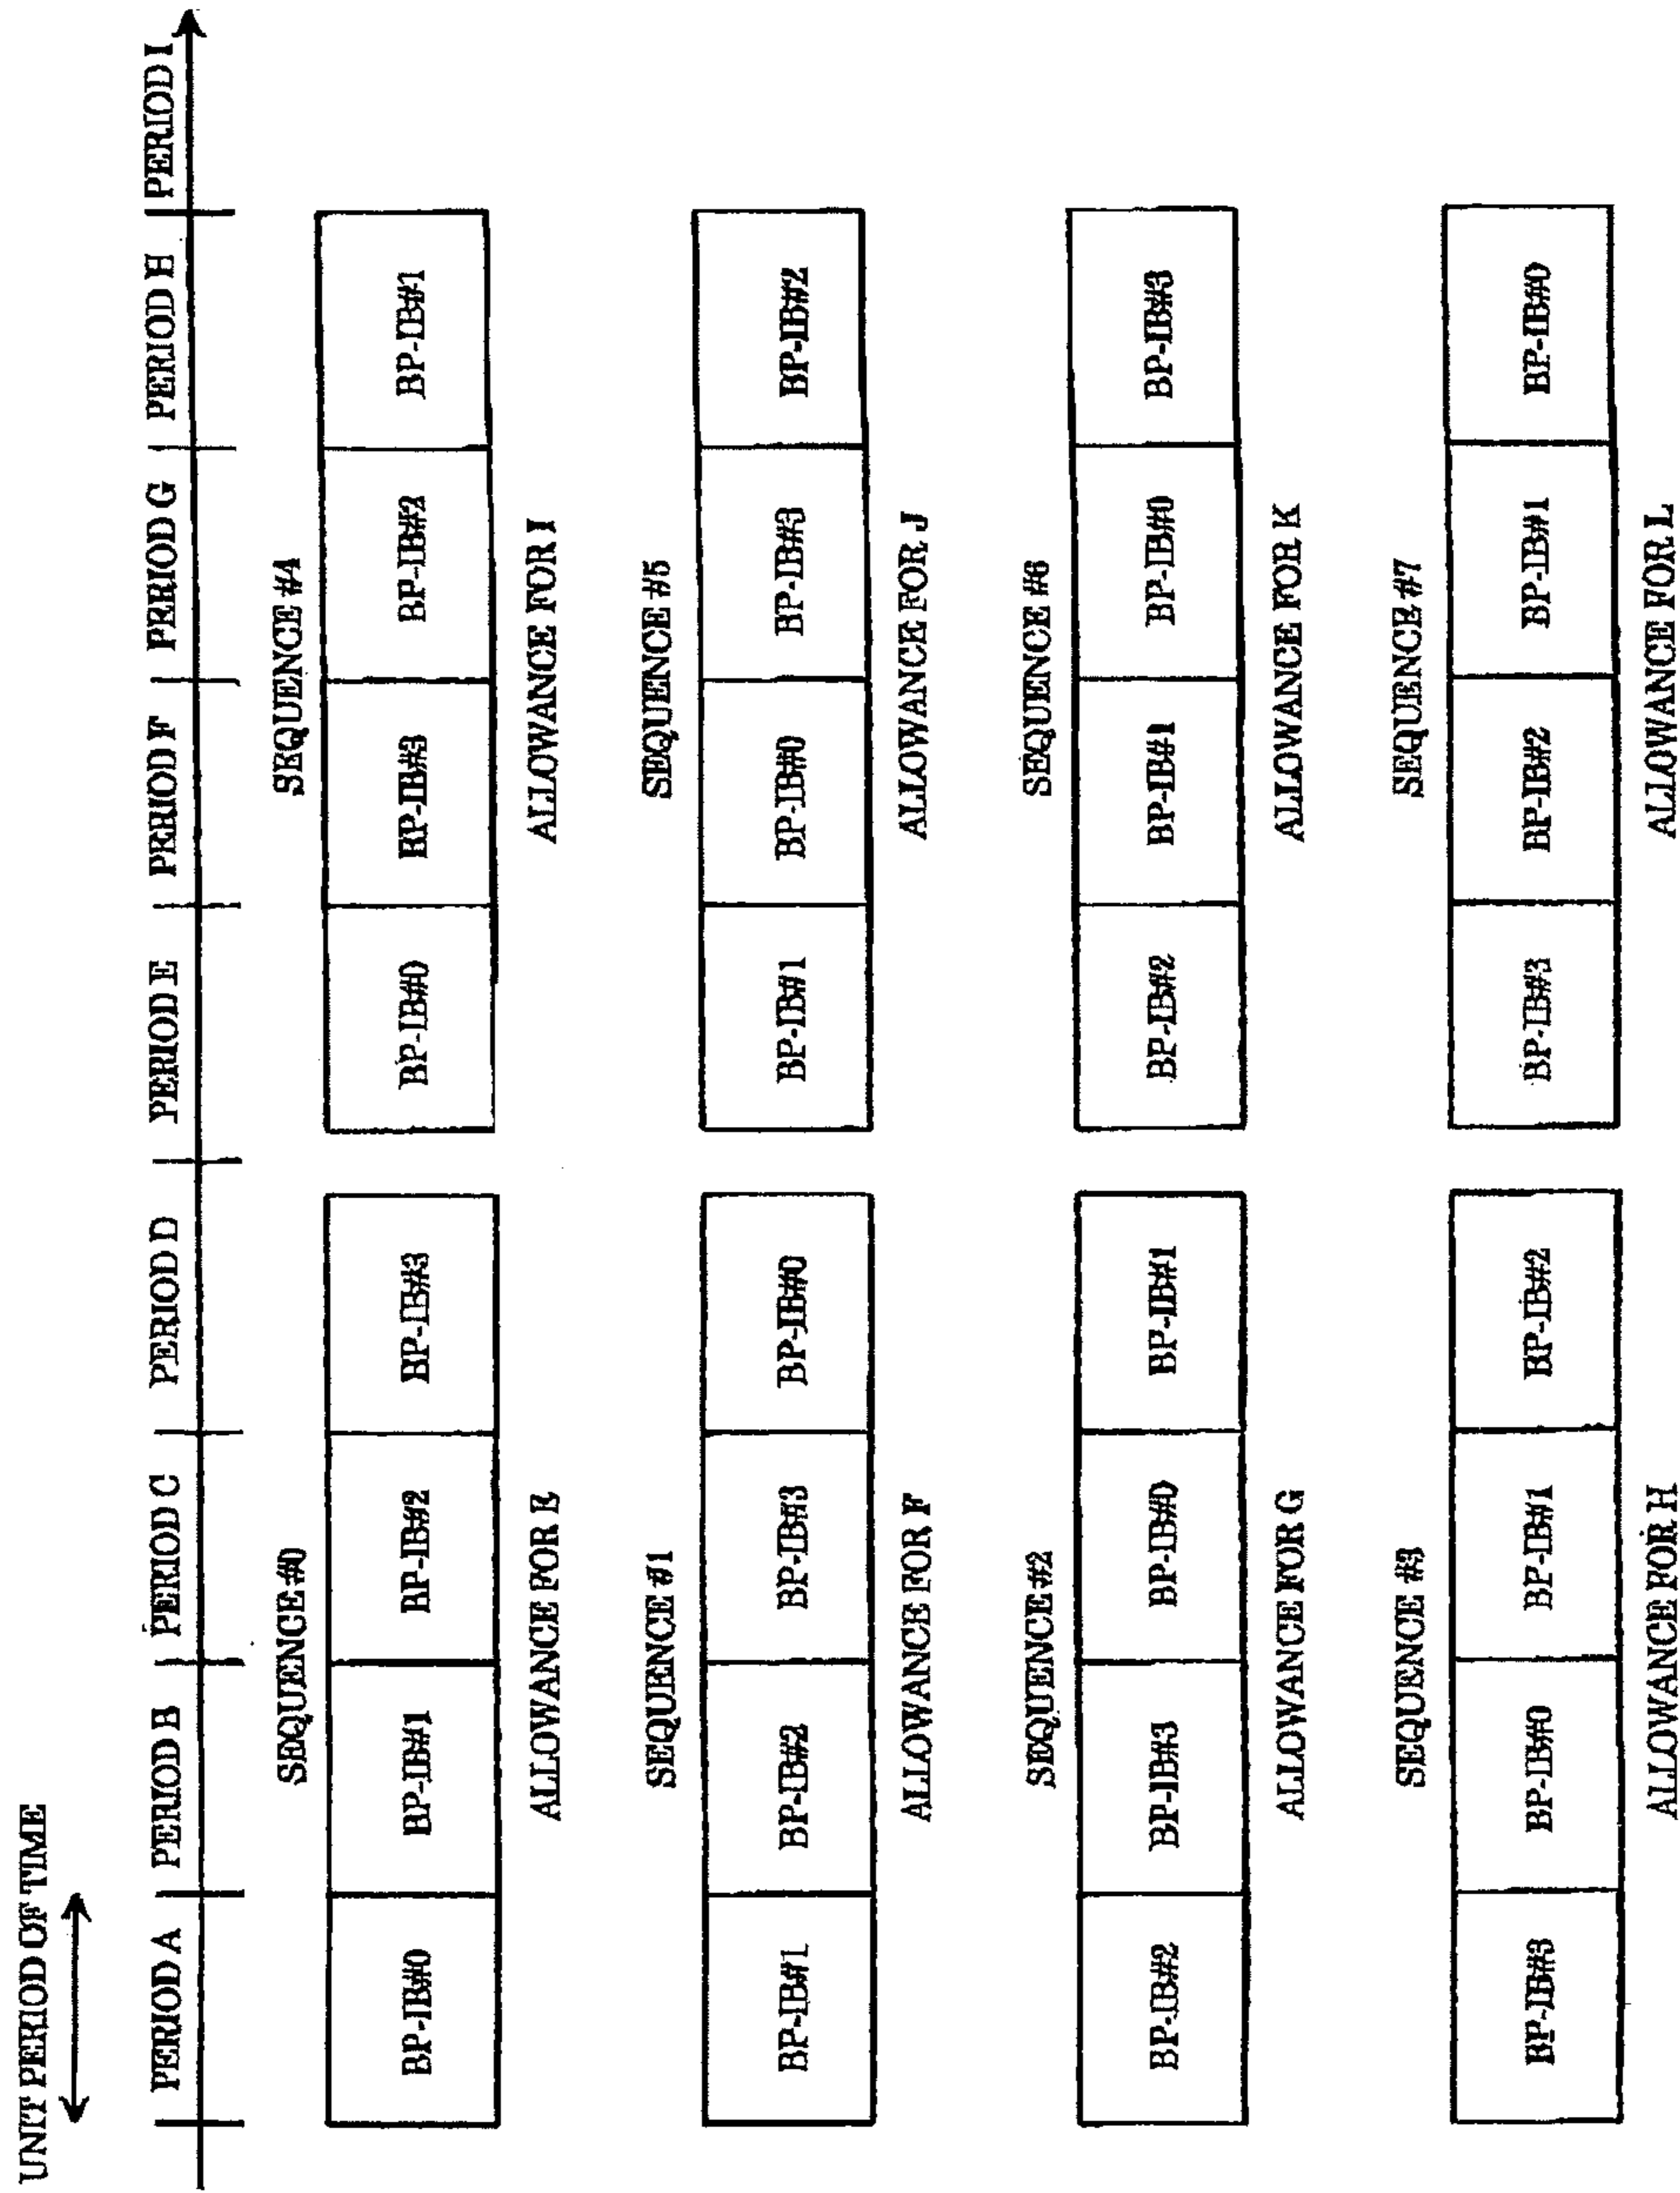 UNIT PERIOD OF TIME
PERIOD A PERIOD B PERIOD C PERIOD D PERIOD E PERIOD F PERIOD G PERIOD H PERIOD I
SEQUENCE #0 SEQUENCE #4
BP-IB#0 BP-IB#1 BP-IB#2 BP-IB#3 BP-IB#0 BP-IB#3 BP-IB#2 BP-IB#1
ALLOWANCE FOR E ALLOWANCE FOR I
SEQUENCE #1 SEQUENCE #5
BP-IB#1 BP-IB#2 BP-IB#3 BP-IB#0 BP-IB#1 BP-IB#0 BP-IB#3 BP-IB#2
ALLOWANCE FOR F ALLOWANCE FOR J
SEQUENCE #2 SEQUENCE #6
BP-IB#2 BP-IB#3 BP-IB#0 BP-IB#1 BP-IB#2 BP-IB#1 BP-IB#0 BP-IB#3
ALLOWANCE FOR G ALLOWANCE FOR K
SEQUENCE #3 SEQUENCE #7
BP-IB#3 BP-IB#0 BP-IB#1 BP-IB#2 BP-IB#3 BP-IB#2 BP-IB#1 BP-IB#0
ALLOWANCE FOR H ALLOWANCE FOR L